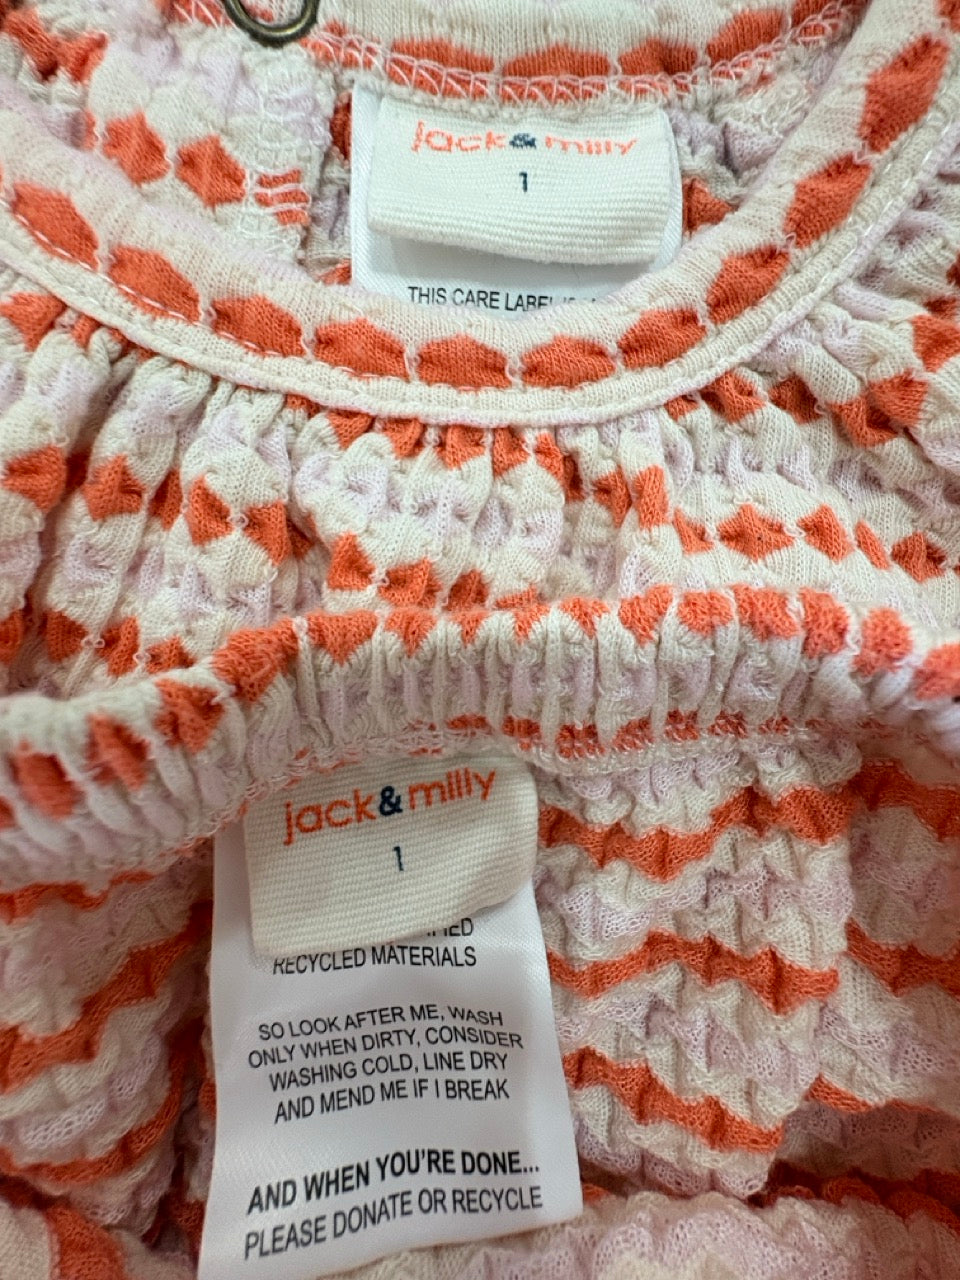 jack&milly
1
THIS CARE LABEL
jack&milly
1
RECYCLED MATERIALS
SO LOOK AFTER ME, WASH
ONLY WHEN DIRTY, CONSIDER
WASHING COLD, LINE DRY
AND MEND ME IF I BREAK
AND WHEN YOU'RE DONE...
PLEASE DONATE OR RECYCLE